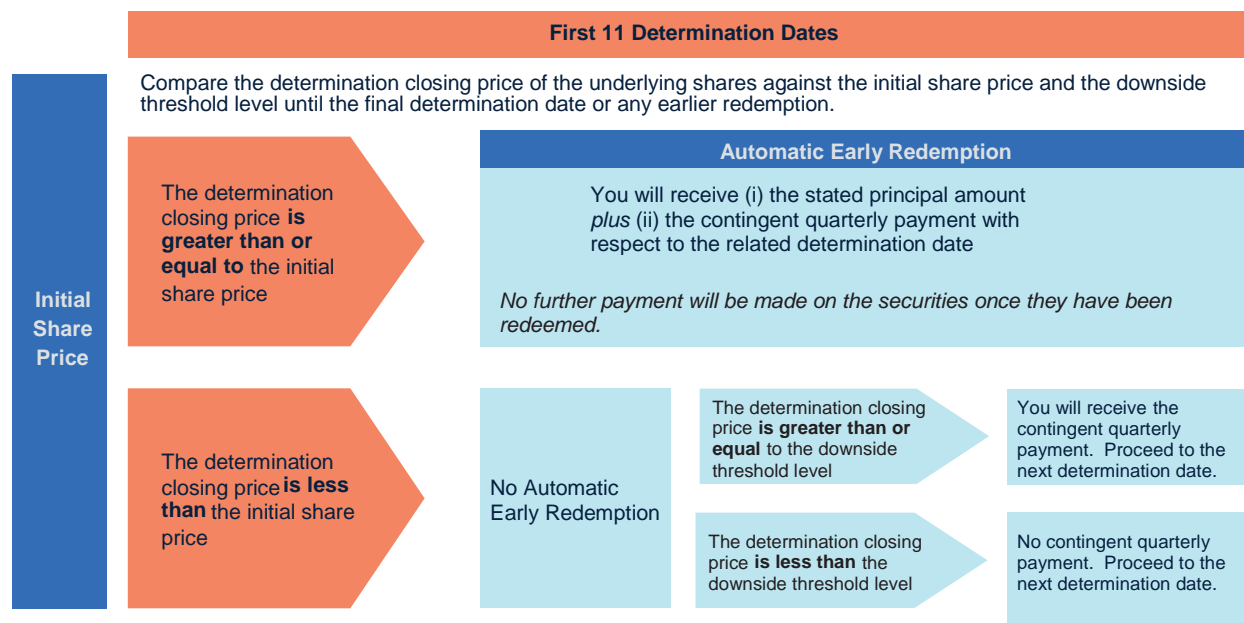 First 11 Determination Dates
Compare the determination closing price of the underlying shares against the initial share price and the downside
threshold level until the final determination date or any earlier redemption.
Initial
Share
Price
The determination
closing price is
greater than or
equal to the initial
share price
Automatic Early Redemption
You will receive (i) the stated principal amount
plus (ii) the contingent quarterly payment with
respect to the related determination date
No further payment will be made on the securities once they have been
redeemed.
The determination
closing price is less
than the initial share
price
No Automatic
Early Redemption
The determination closing
price is greater than or
equal to the downside
threshold level
You will receive the
contingent quarterly
payment. Proceed to the
next determination date.
The determination closing
price is less than the
downside threshold level
No contingent quarterly
payment. Proceed to the
next determination date.